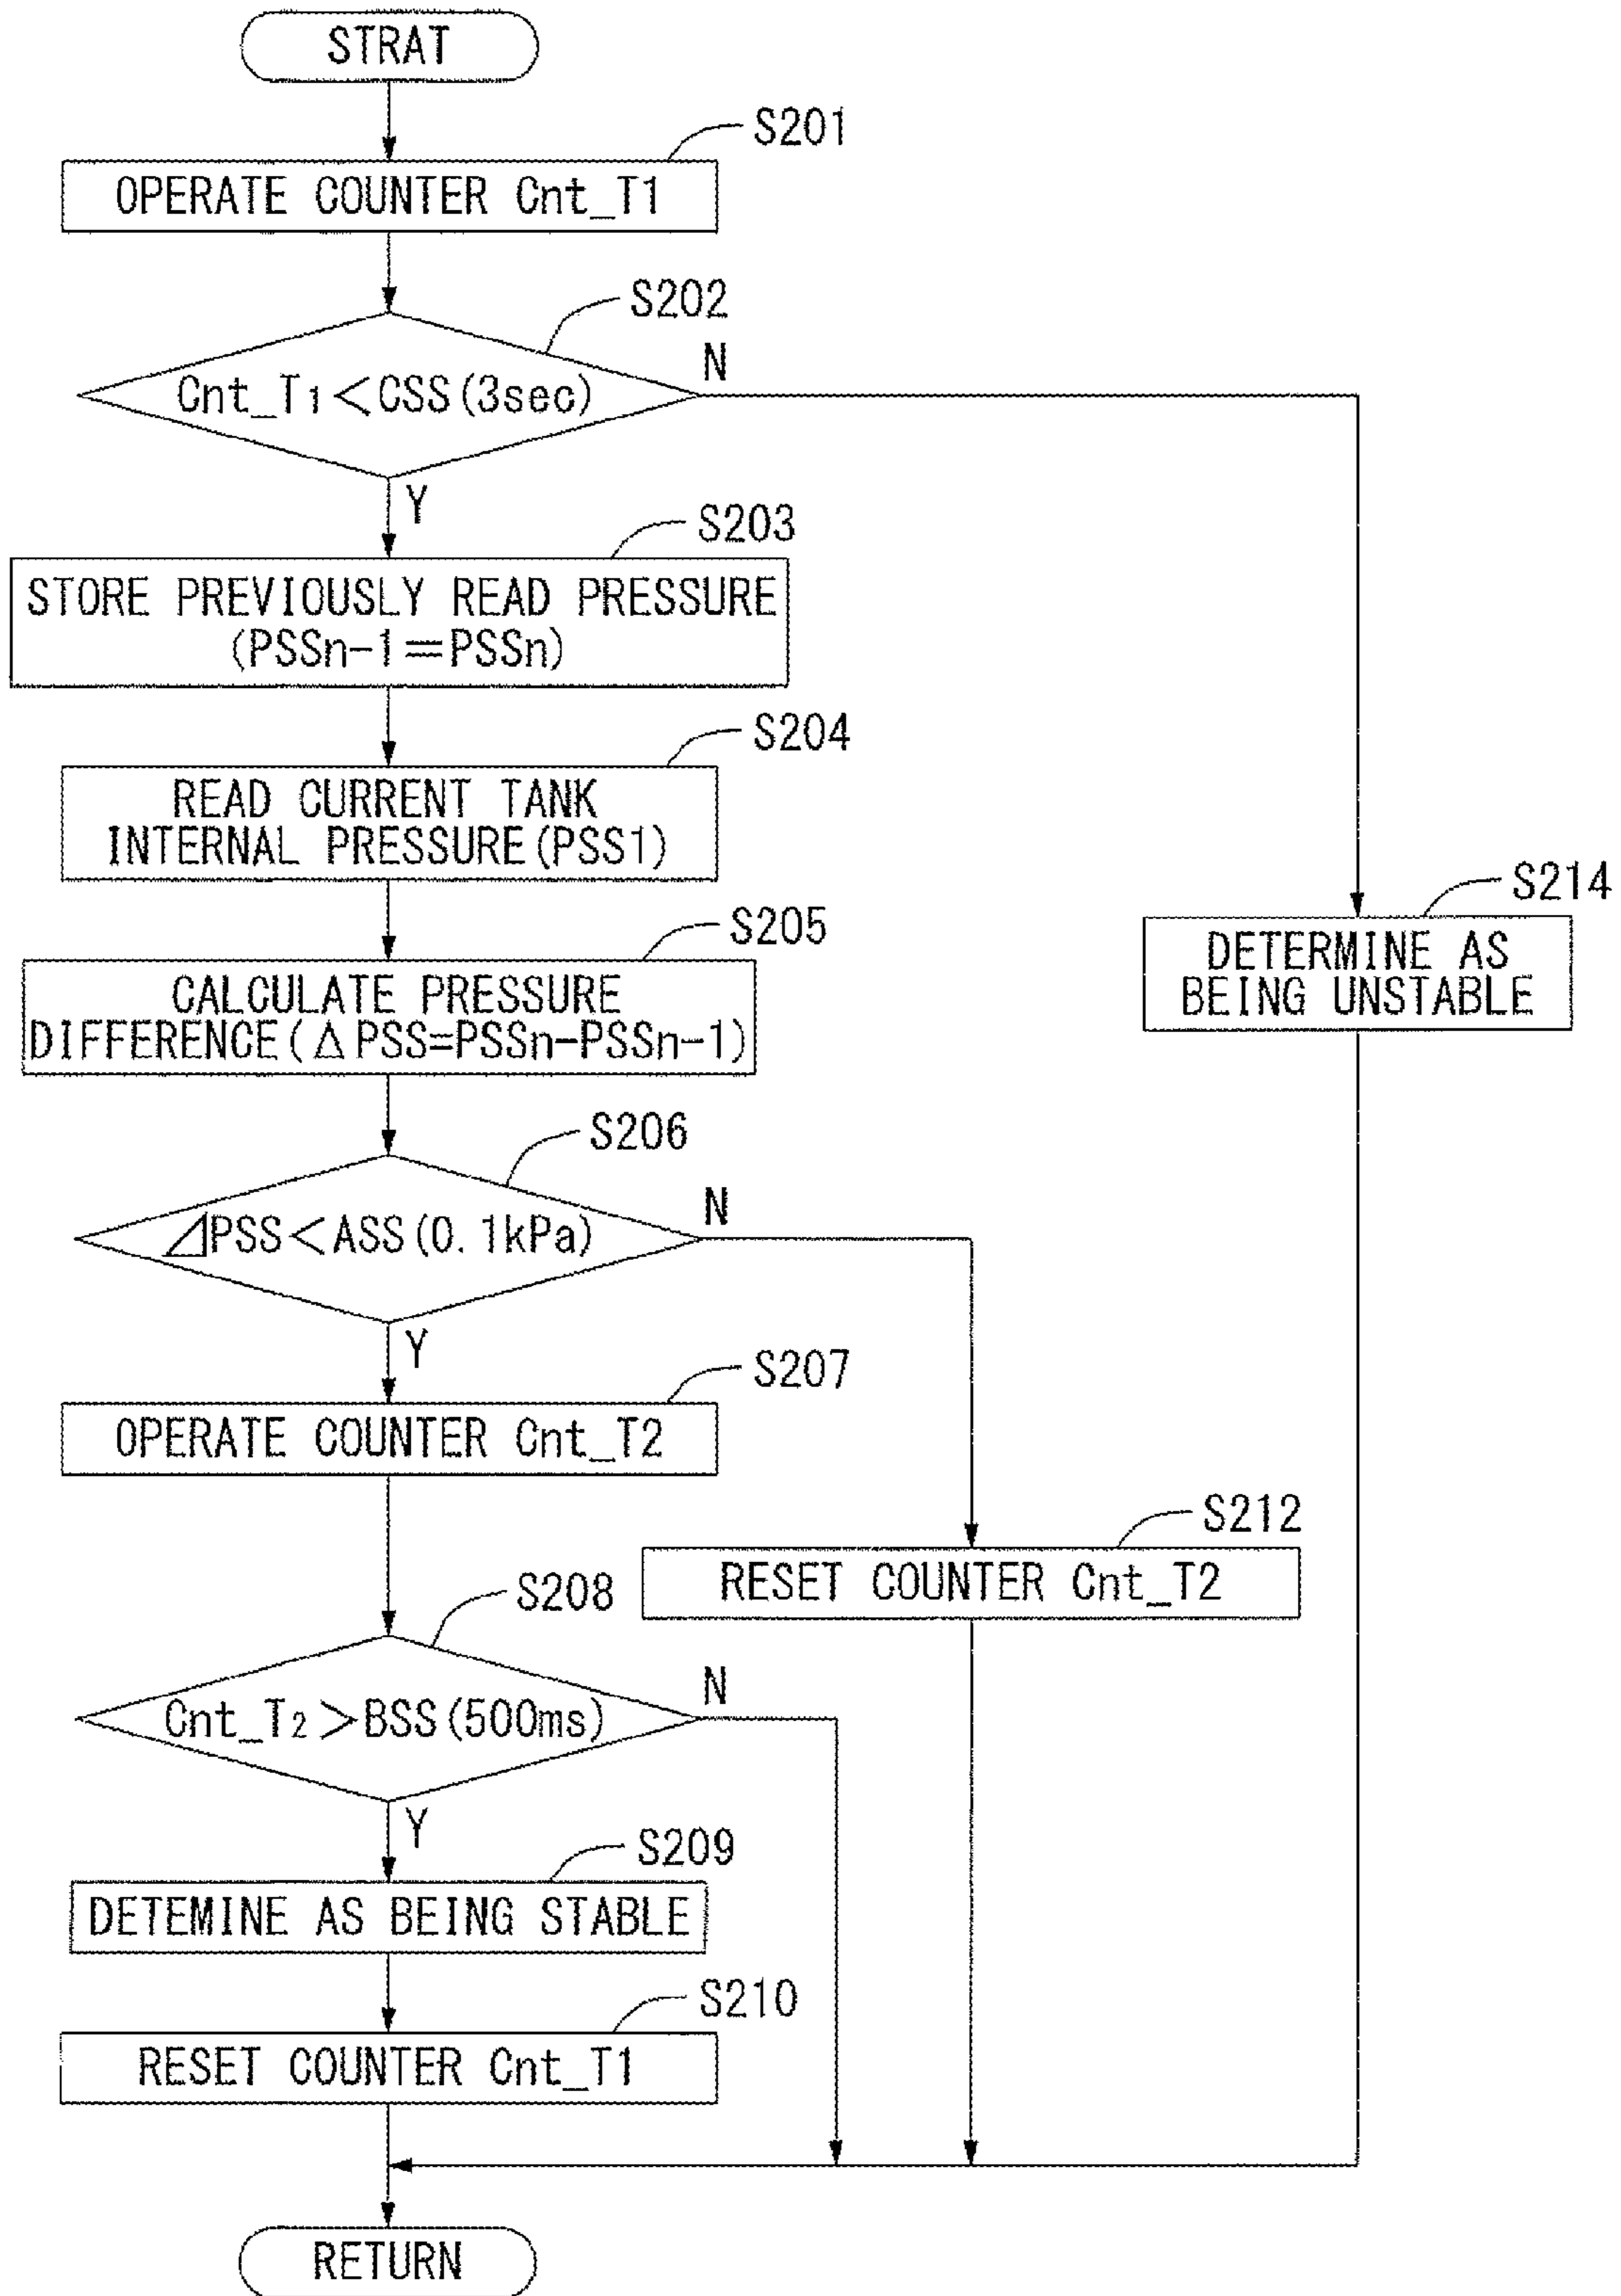 STRAT
S201
OPERATE COUNTER Cnt_T1
S202
Cnt_T1<CSS(3sec)
N
Y
S203
STORE PREVIOUSLY READ PRESSURE
(PSSn-1=PSSn)
S204
READ CURRENT TANK
INTERNAL PRESSURE(PSS1)
S205
CALCULATE PRESSURE
DIFFERENCE(ΔPSS=PSSn-PSSn-1)
S214
DETERMINE AS
BEING UNSTABLE
S206
⊿PSS<ASS(0.1kPa)
N
Y
S207
OPERATE COUNTER Cnt_T2
S212
RESET COUNTER Cnt_T2
S208
Cnt_T2>BSS(500ms)
N
Y
S209
DETEMINE AS BEING STABLE
S210
RESET COUNTER Cnt_T1
RETURN